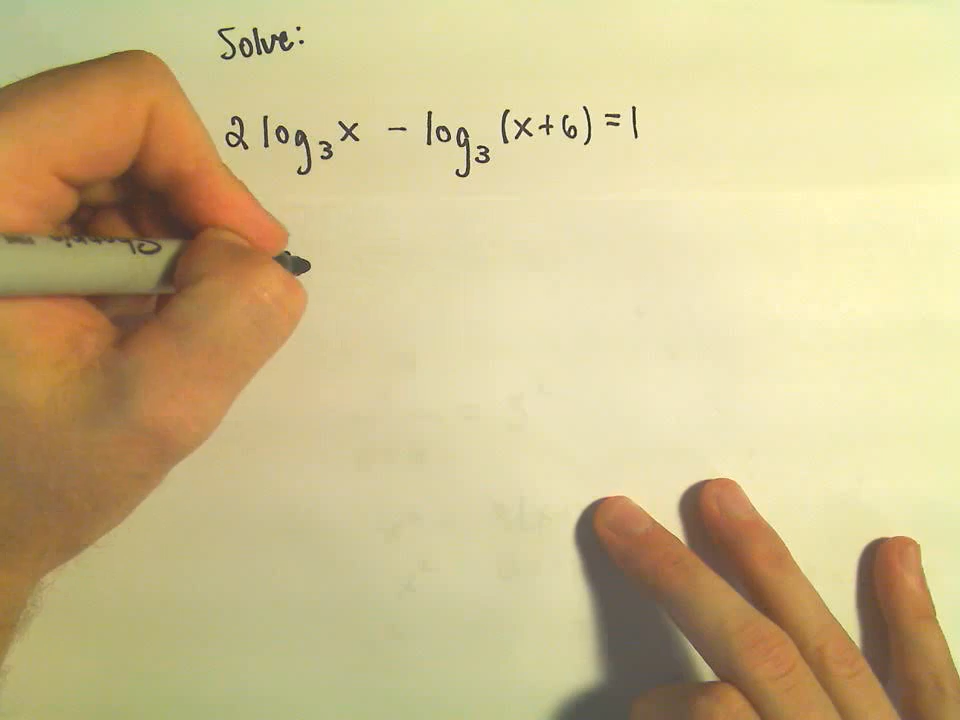 Solve:
2 log₃ x - log₃ (x+6) = 1